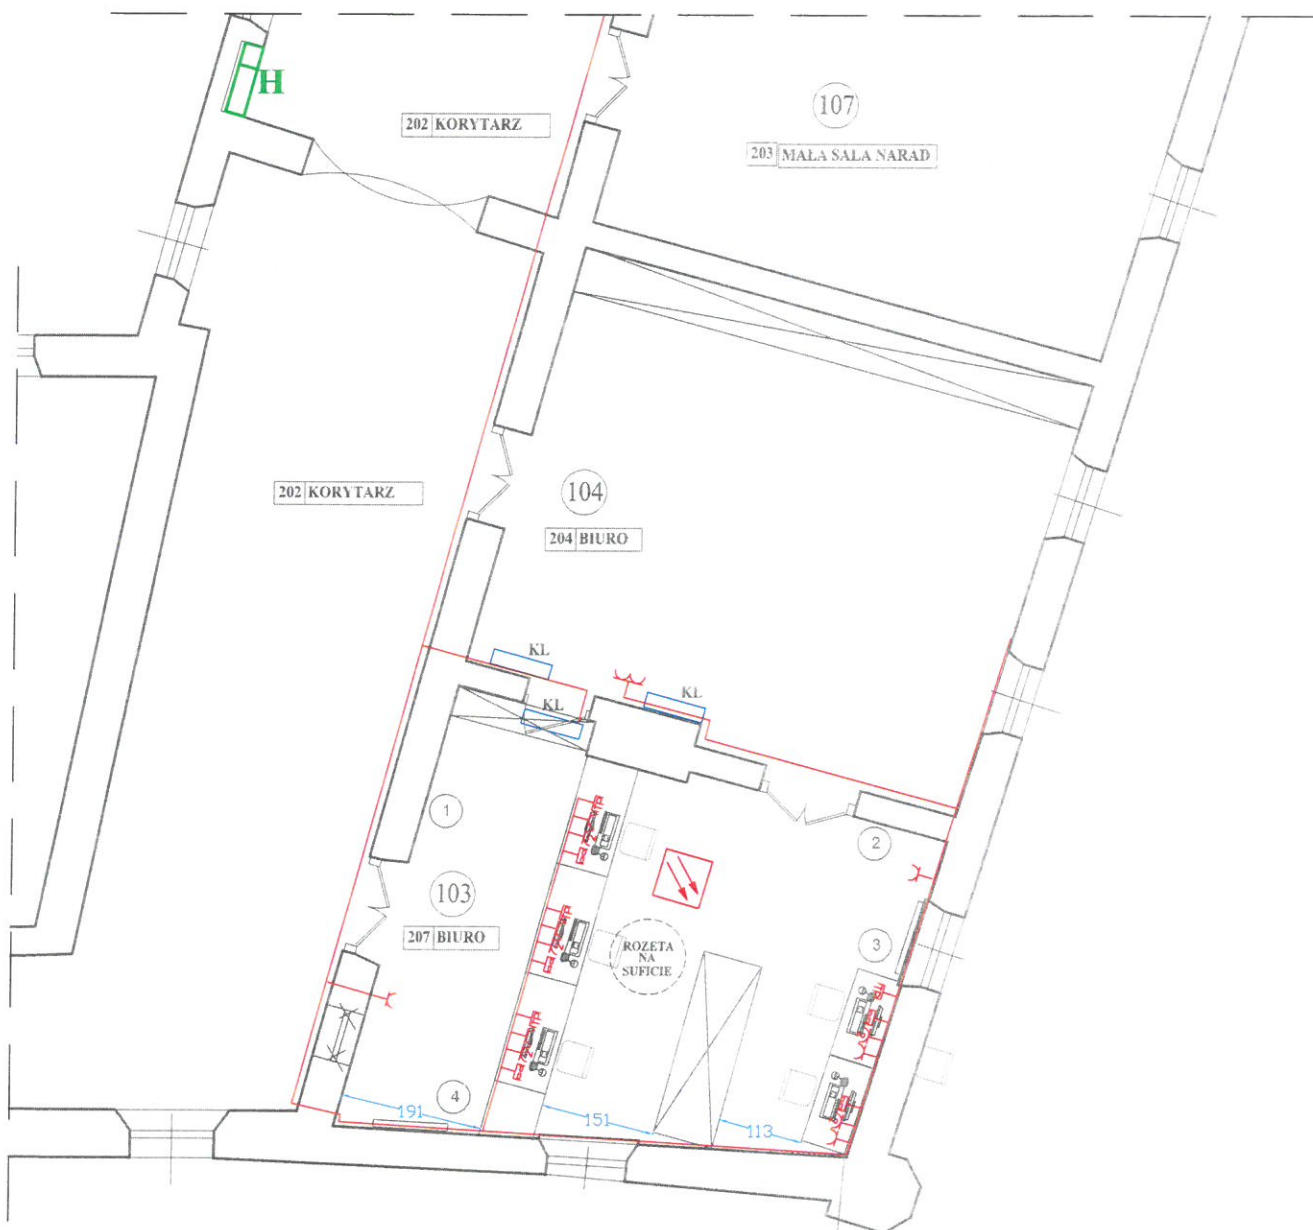 H
202 KORYTARZ
107
203 MAŁA SALA NARAD
202 KORYTARZ
104
204 BIURO
KL
KL
KL
1
2
103
207 BIURO
3
ROZETA
NA
SUFICIE
4
191
151
113